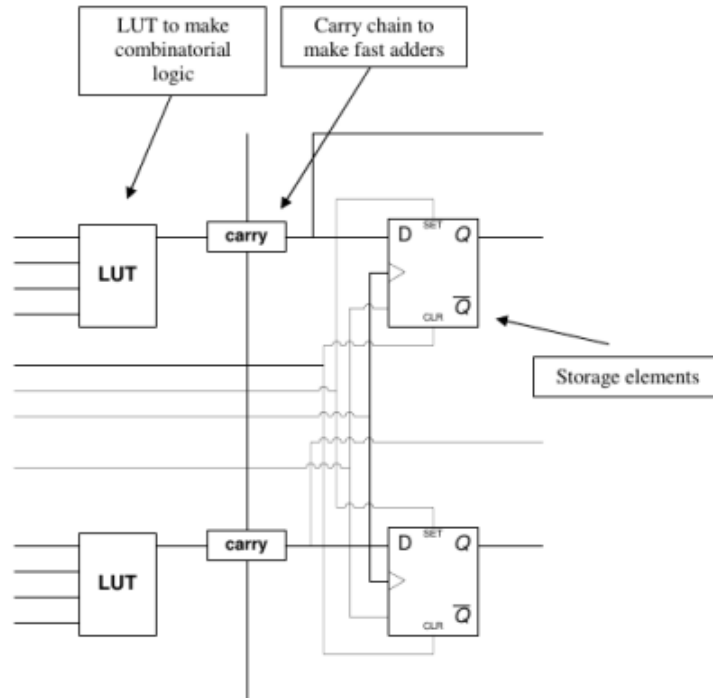 LUT to make
combinatorial
logic
Carry chain to
make fast adders
LUT
carry
D
SET
Q
Q̅
CLR
Storage elements
LUT
carry
D
SET
Q
Q̅
CLR